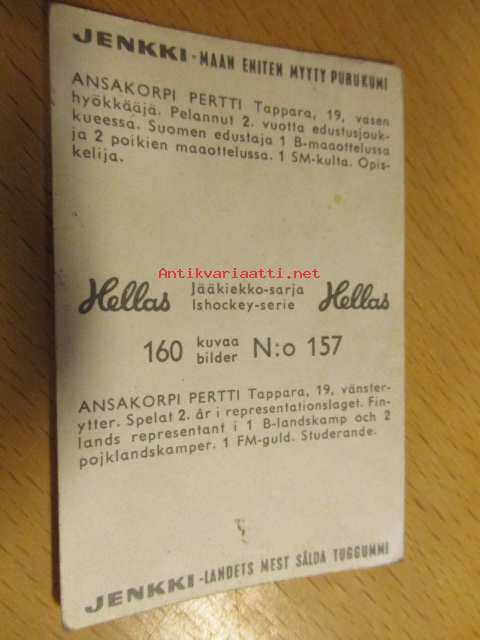 JENKKI - MAAN ENITEN MYYTY PURUKUMI
ANSAKORPI PERTTI Tappara, 19, vasen
hyökkääjä. Pelannut 2. vuotta edustusjouk-
kueessa. Suomen edustaja 1 B-maaottelussa
ja 2 poikien maaottelussa. 1 SM-kulta. Opis-
kelija.
Antikvariaatti.net
Hellas Jääkiekko-sarja Hellas
Ishockey-serie
160 kuvaa N:o 157
bilder
ANSAKORPI PERTTI Tappara, 19, vänster-
ytter. Spelat 2. år i representationslaget. Fin-
lands representant i 1 B-landskamp och 2
pojklandskamper. 1 FM-guld. Studerande.
JENKKI - LANDETS MEST SÅLDA TUGGUMMI